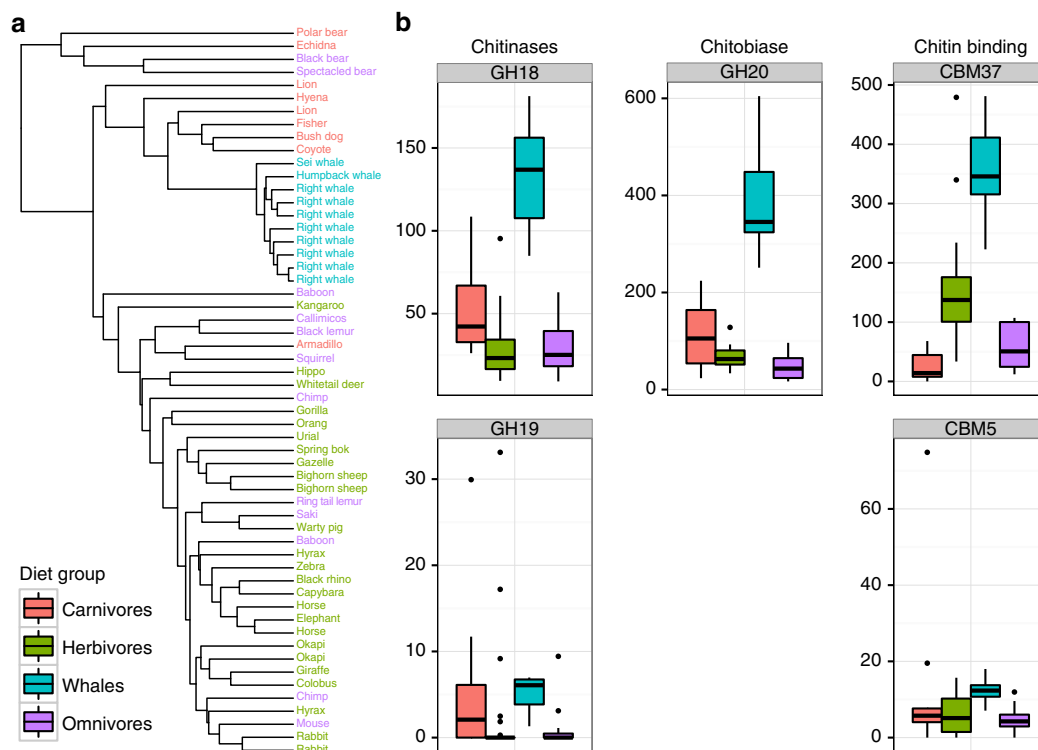 a
Polar bear
Echidna
Black bear
Spectacled bear
Lion
Hyena
Lion
Fisher
Bush dog
Coyote
Sei whale
Humpback whale
Right whale
Right whale
Right whale
Right whale
Right whale
Right whale
Right whale
Right whale
Baboon
Kangaroo
Callimicos
Black lemur
Armadillo
Squirrel
Hippo
Whitetail deer
Chimp
Gorilla
Orang
Urial
Spring bok
Gazelle
Bighorn sheep
Bighorn sheep
Ring tail lemur
Saki
Warty pig
Baboon
Hyrax
Zebra
Black rhino
Capybara
Horse
Elephant
Horse
Okapi
Okapi
Giraffe
Colobus
Chimp
Hyrax
Mouse
Rabbit
Rabbit
Diet group
Carnivores
Herbivores
Whales
Omnivores
b
Chitinases
GH18
150
100
50
Chitobiase
GH20
600
400
200
0
Chitin binding
CBM37
500
400
300
200
100
0
GH19
30
20
10
0
CBM5
60
40
20
0